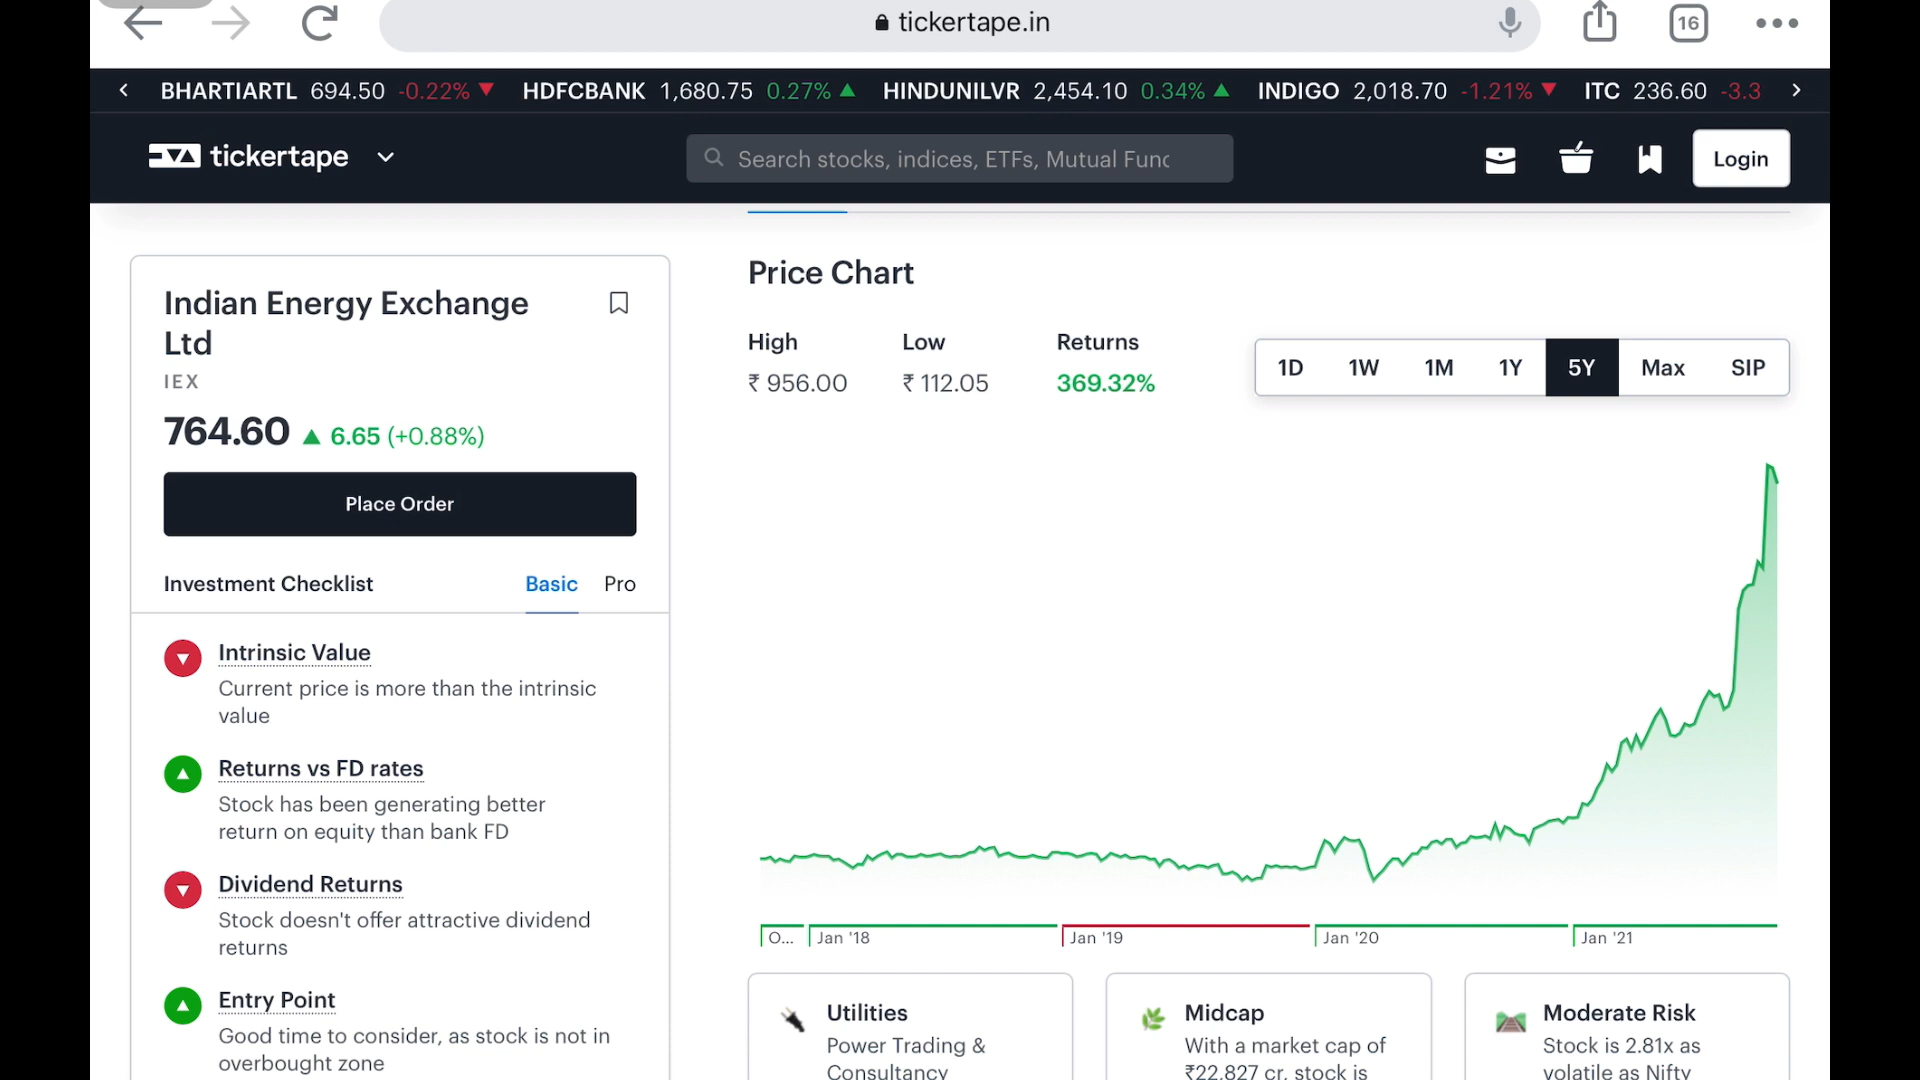 tickertape.in
16
BHARTIARTL 694.50 -0.22% HDFCBANK 1,680.75 0.27% HINDUNILVR 2,454.10 0.34% INDIGO 2,018.70 -1.21% ITC 236.60 -3.3
tickertape
Search stocks, indices, ETFs, Mutual Func
Login
Indian Energy Exchange
Ltd
IEX
764.60 6.65 (+0.88%)
Place Order
Investment Checklist Basic Pro
Intrinsic Value
Current price is more than the intrinsic
value
Returns vs FD rates
Stock has been generating better
return on equity than bank FD
Dividend Returns
Stock doesn't offer attractive dividend
returns
Entry Point
Good time to consider, as stock is not in
overbought zone
Price Chart
High Low Returns
₹ 956.00 ₹ 112.05 369.32%
1D 1W 1M 1Y 5Y Max SIP
O... Jan '18 Jan '19 Jan '20 Jan '21
Utilities
Power Trading &
Consultancy
Midcap
With a market cap of
₹22,827 cr, stock is
Moderate Risk
Stock is 2.81x as
volatile as Nifty